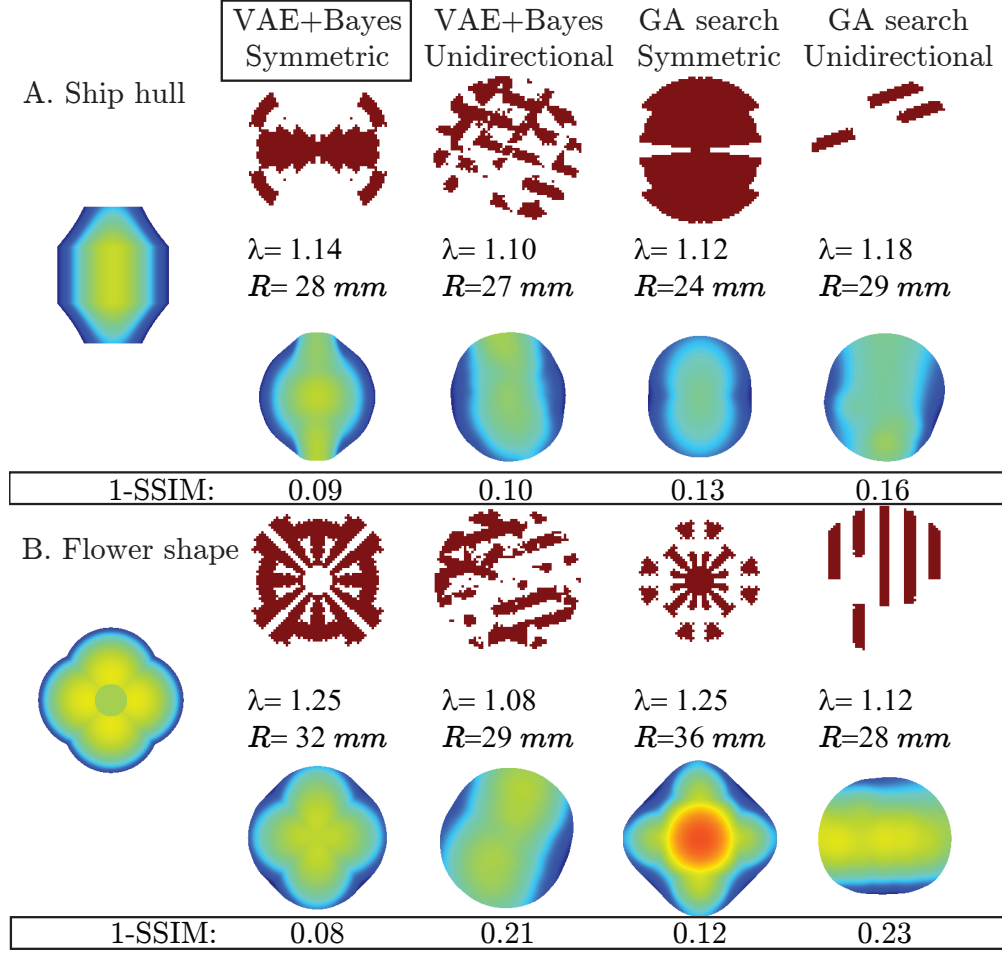 VAE+Bayes VAE+Bayes GA search GA search
Symmetric Unidirectional Symmetric Unidirectional
A. Ship hull
λ= 1.14 λ= 1.10 λ= 1.12 λ= 1.18
R= 28 mm R=27 mm R=24 mm R=29 mm
1-SSIM: 0.09 0.10 0.13 0.16
B. Flower shape
λ= 1.25 λ= 1.08 λ= 1.25 λ= 1.12
R= 32 mm R=29 mm R=36 mm R=28 mm
1-SSIM: 0.08 0.21 0.12 0.23